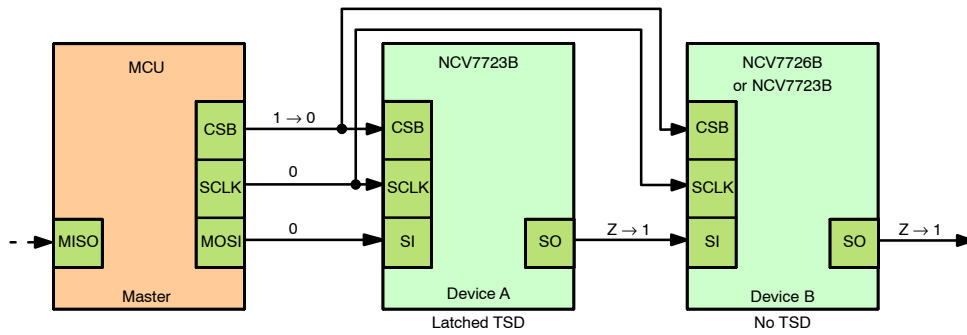 MCU
CSB
SCLK
MOSI
MISO
Master
1 → 0
0
0
NCV7723B
CSB
SCLK
SI
SO
Device A
Latched TSD
Z → 1
NCV7726B
or NCV7723B
CSB
SCLK
SI
SO
Device B
No TSD
Z → 1